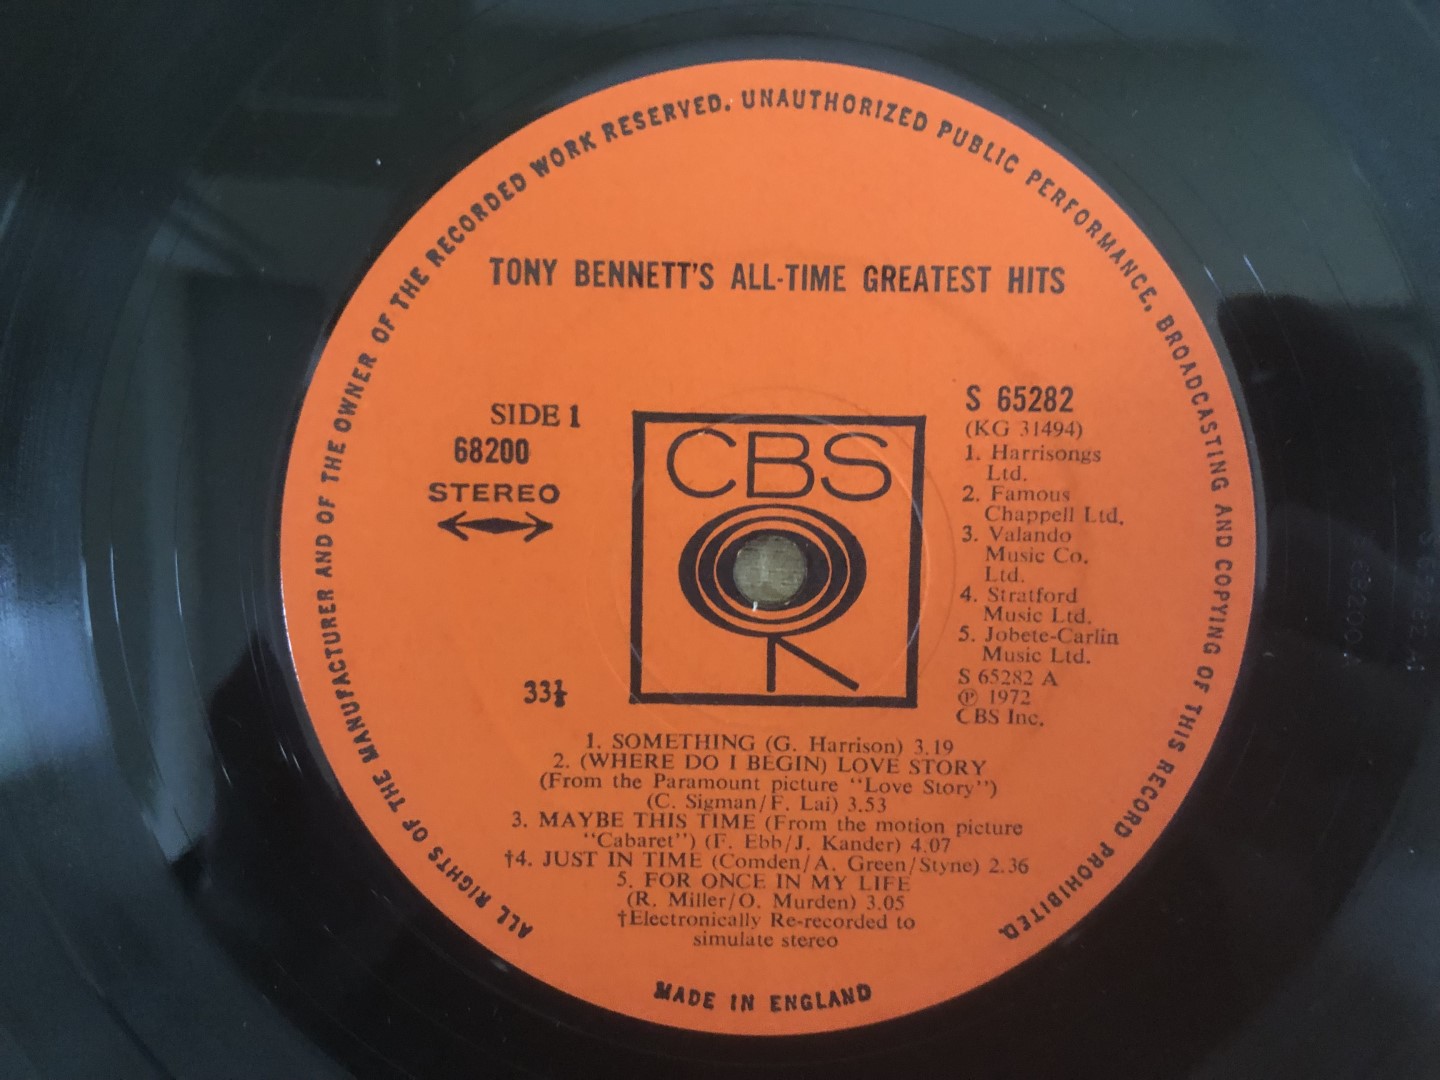 ALL RIGHTS OF THE MANUFACTURER AND OF THE OWNER OF THE RECORDED WORK RESERVED. UNAUTHORIZED PUBLIC PERFORMANCE, BROADCASTING AND COPYING OF THIS RECORD PROHIBITED.
TONY BENNETT'S ALL-TIME GREATEST HITS
SIDE 1
68200
STEREO
33⅓
CBS
S 65282
(KG 31494)
1. Harrisongs
Ltd.
2. Famous
Chappell Ltd.
3. Valando
Music Co.
Ltd.
4. Stratford
Music Ltd.
5. Jobete-Carlin
Music Ltd.
S 65282 A
℗ 1972
CBS Inc.
1. SOMETHING (G. Harrison) 3.19
2. (WHERE DO I BEGIN) LOVE STORY
(From the Paramount picture "Love Story")
(C. Sigman/F. Lai) 3.53
3. MAYBE THIS TIME (From the motion picture
"Cabaret") (F. Ebb/J. Kander) 4.07
†4. JUST IN TIME (Comden/A. Green/Styne) 2.36
5. FOR ONCE IN MY LIFE
(R. Miller/O. Murden) 3.05
†Electronically Re-recorded to
simulate stereo
MADE IN ENGLAND